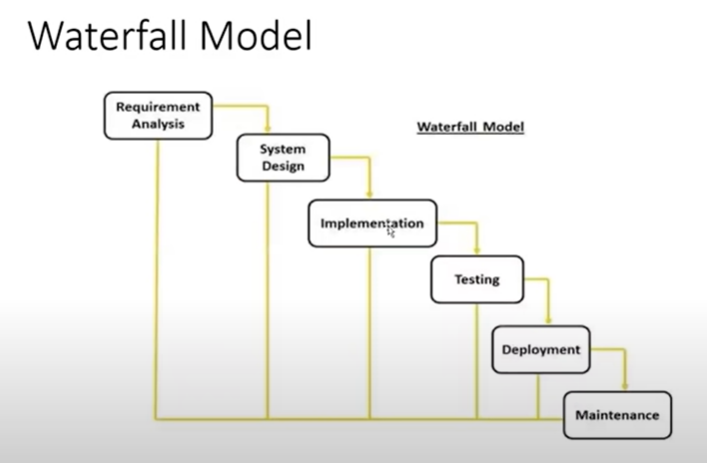 Waterfall Model
Requirement
Analysis
Waterfall Model
System
Design
Implementation
Testing
Deployment
Maintenance